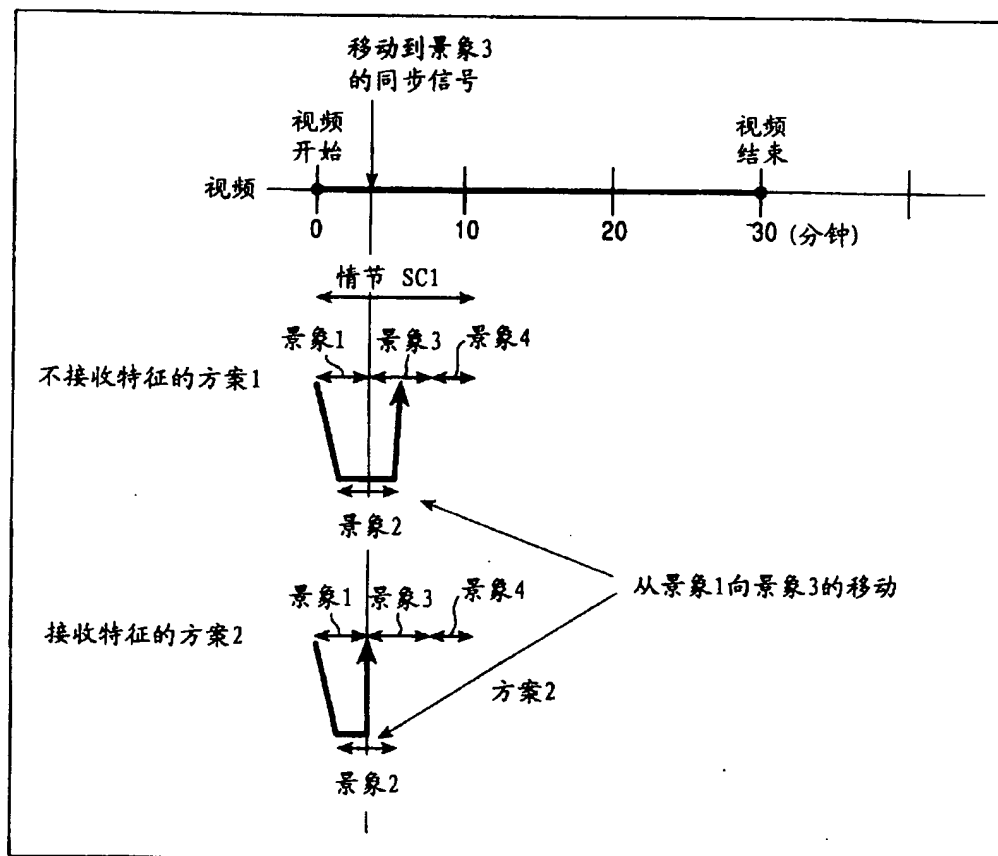 移动到景象3
的同步信号
视频
开始
视频
结束
视频
0
10
20
30 (分钟)
情节 SC1
景象1
景象3
景象4
不接收特征的方案1
景象2
从景象1向景象3的移动
景象1
景象3
景象4
接收特征的方案2
方案2
景象2